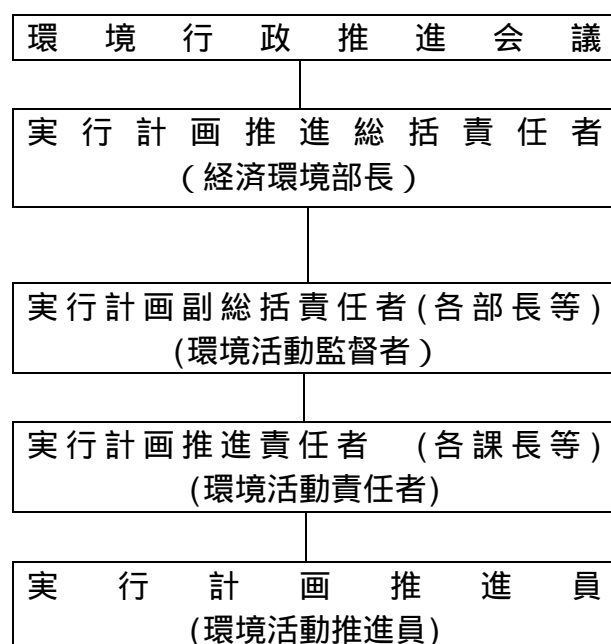 環境行政推進会議
実行計画推進総括責任者
(経済環境部長)
実行計画副総括責任者(各部長等)
(環境活動監督者)
実行計画推進責任者 (各課長等)
(環境活動責任者)
実行計画推進員
(環境活動推進員)